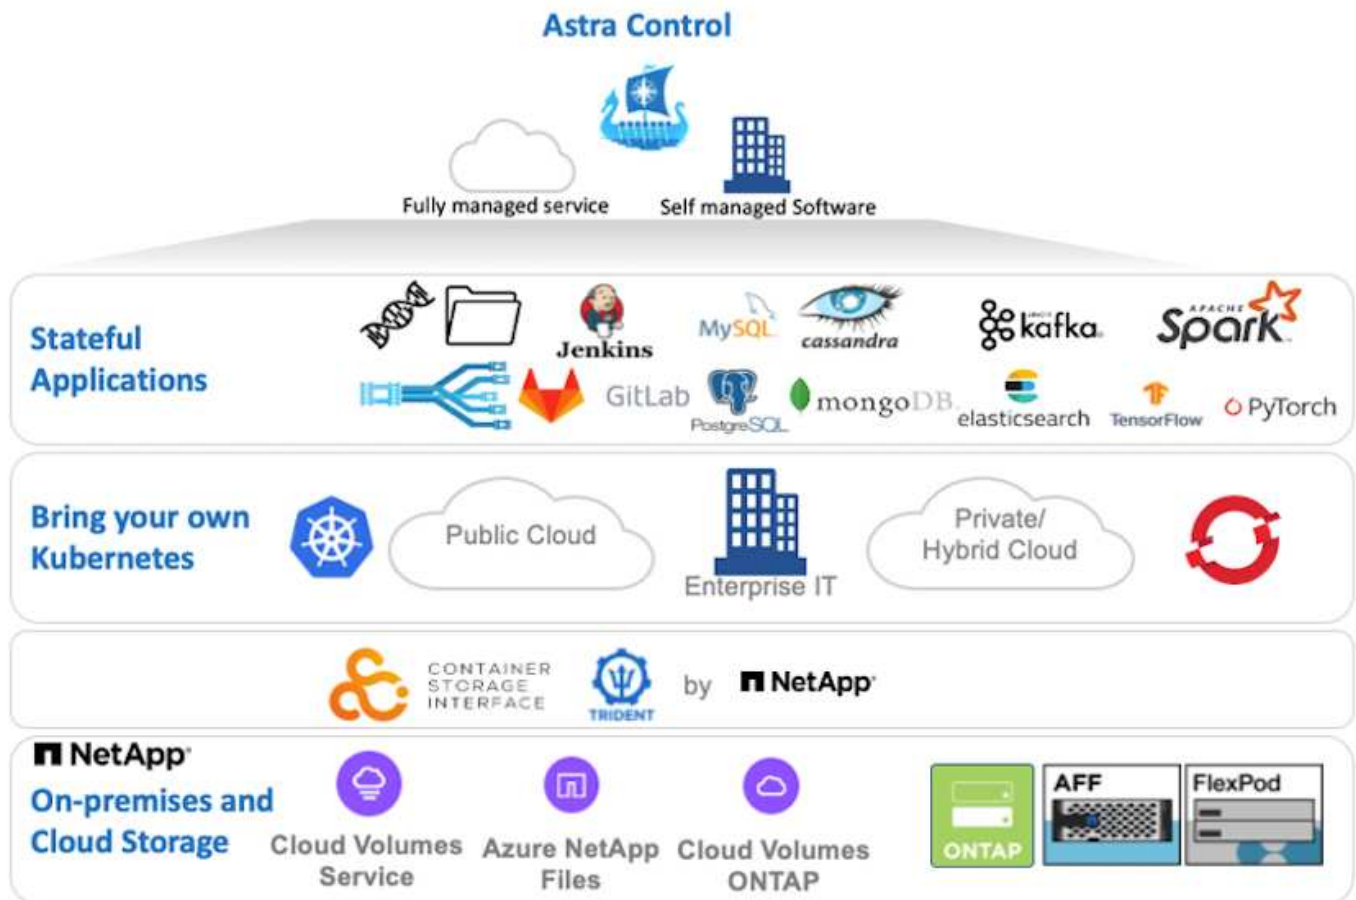 Astra Control
Fully managed service
Self managed Software
Stateful
Applications
Jenkins
MySQL
cassandra
kafka
APACHE
Spark
GitLab
PostgreSQL
mongoDB
elasticsearch
TensorFlow
PyTorch
Bring your own
Kubernetes
Public Cloud
Enterprise IT
Private/
Hybrid Cloud
CONTAINER
STORAGE
INTERFACE
TRIDENT
by
NetApp
NetApp
On-premises and
Cloud Storage
Cloud Volumes
Service
Azure NetApp
Files
Cloud Volumes
ONTAP
ONTAP
AFF
FlexPod